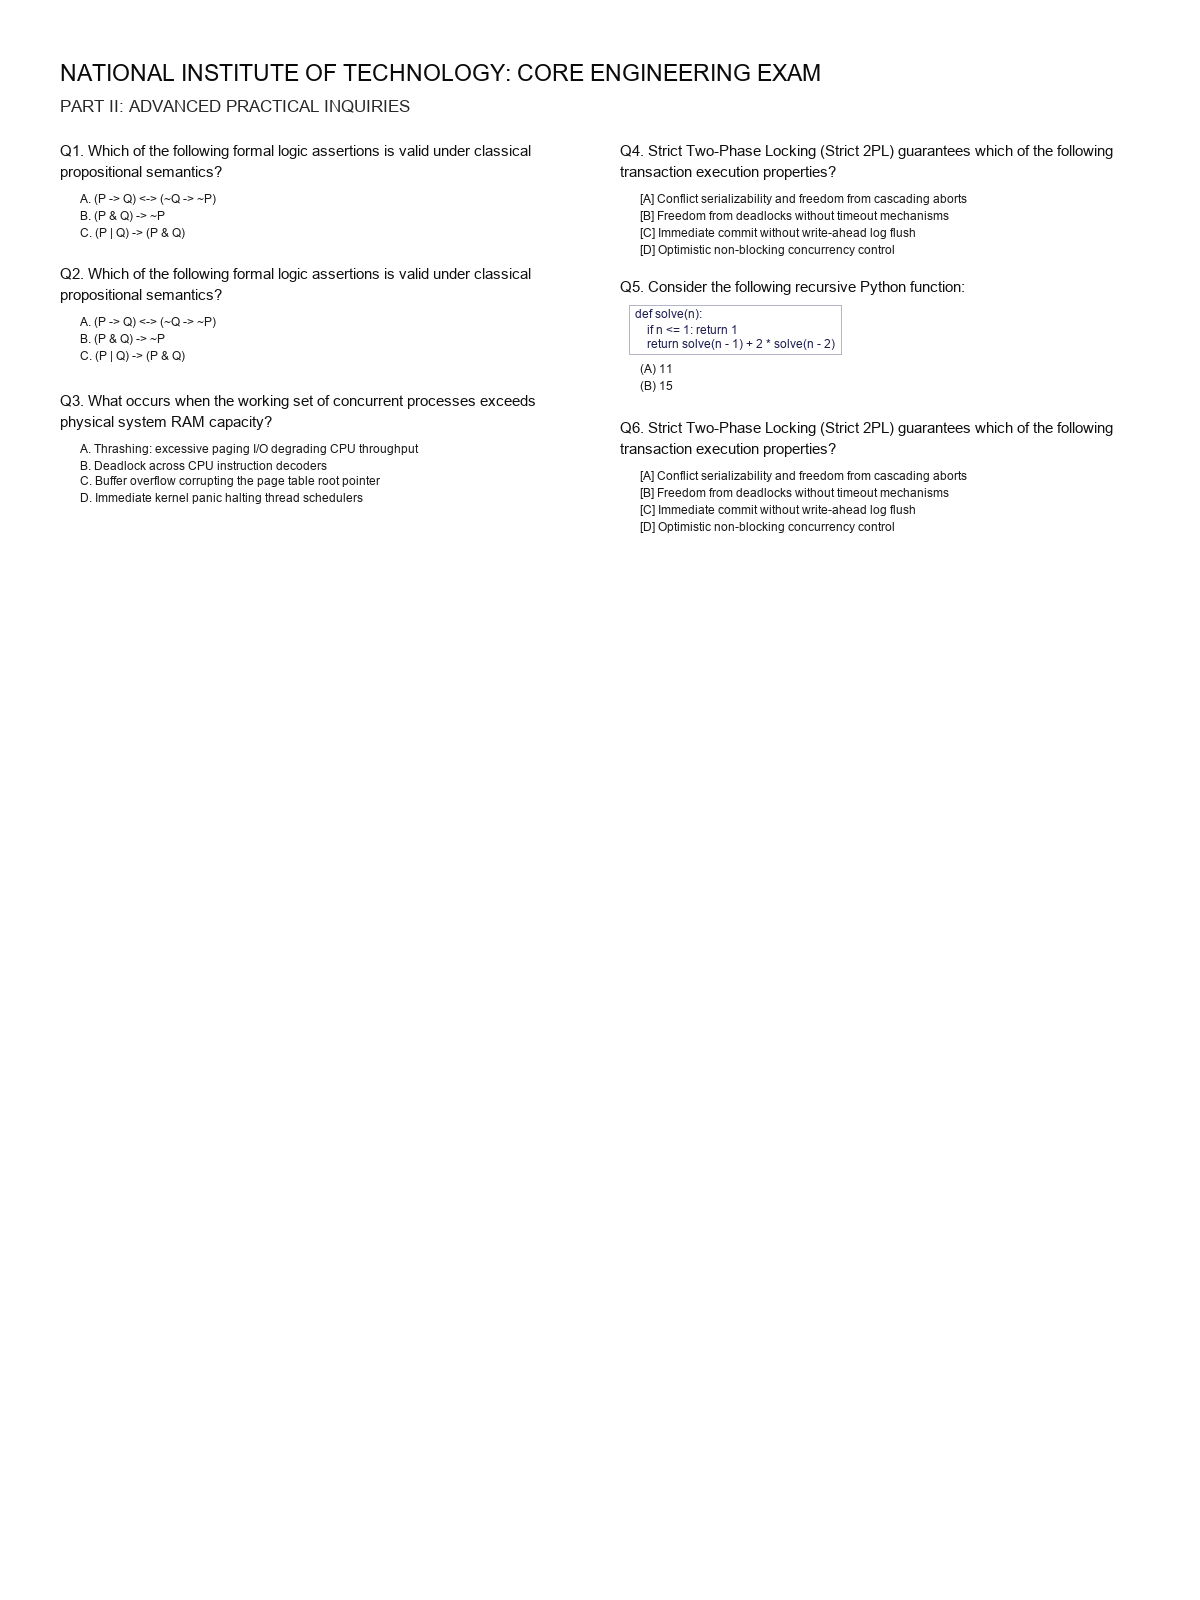 NATIONAL INSTITUTE OF TECHNOLOGY: CORE ENGINEERING EXAM
PART II: ADVANCED PRACTICAL INQUIRIES
Q1. Which of the following formal logic assertions is valid under classical
propositional semantics?
A. (P -> Q) <-> (~Q -> ~P)
B. (P & Q) -> ~P
C. (P | Q) -> (P & Q)
Q2. Which of the following formal logic assertions is valid under classical
propositional semantics?
A. (P -> Q) <-> (~Q -> ~P)
B. (P & Q) -> ~P
C. (P | Q) -> (P & Q)
Q3. What occurs when the working set of concurrent processes exceeds
physical system RAM capacity?
A. Thrashing: excessive paging I/O degrading CPU throughput
B. Deadlock across CPU instruction decoders
C. Buffer overflow corrupting the page table root pointer
D. Immediate kernel panic halting thread schedulers
Q4. Strict Two-Phase Locking (Strict 2PL) guarantees which of the following
transaction execution properties?
[A] Conflict serializability and freedom from cascading aborts
[B] Freedom from deadlocks without timeout mechanisms
[C] Immediate commit without write-ahead log flush
[D] Optimistic non-blocking concurrency control
Q5. Consider the following recursive Python function:
def solve(n):
    if n <= 1: return 1
    return solve(n - 1) + 2 * solve(n - 2)
(A) 11
(B) 15
Q6. Strict Two-Phase Locking (Strict 2PL) guarantees which of the following
transaction execution properties?
[A] Conflict serializability and freedom from cascading aborts
[B] Freedom from deadlocks without timeout mechanisms
[C] Immediate commit without write-ahead log flush
[D] Optimistic non-blocking concurrency control